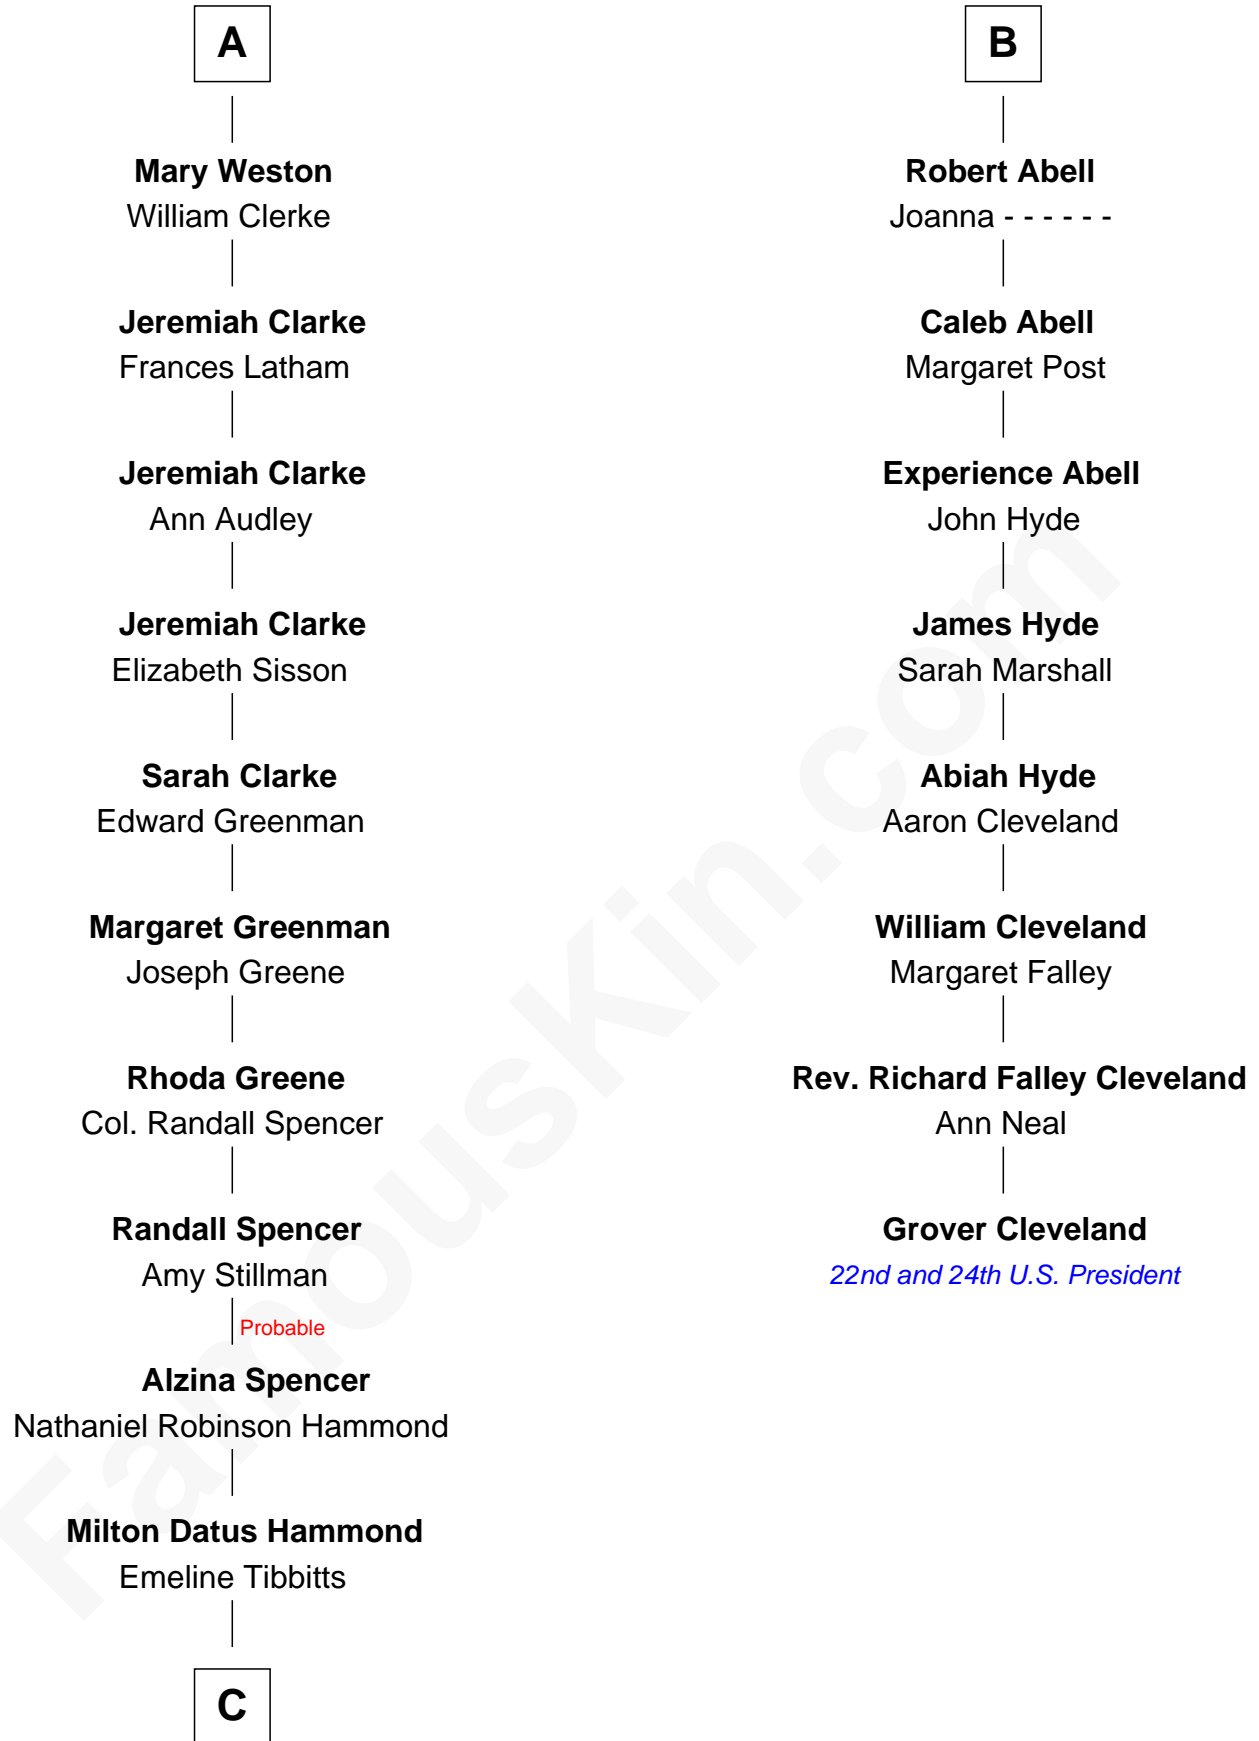 A
Mary Weston
William Clerke
Jeremiah Clarke
Frances Latham
Jeremiah Clarke
Ann Audley
Jeremiah Clarke
Elizabeth Sisson
Sarah Clarke
Edward Greenman
Margaret Greenman
Joseph Greene
Rhoda Greene
Col. Randall Spencer
Randall Spencer
Amy Stillman
Probable
Alzina Spencer
Nathaniel Robinson Hammond
Milton Datus Hammond
Emeline Tibbitts
C
B
Robert Abell
Joanna - - - - - -
Caleb Abell
Margaret Post
Experience Abell
John Hyde
James Hyde
Sarah Marshall
Abiah Hyde
Aaron Cleveland
William Cleveland
Margaret Falley
Rev. Richard Falley Cleveland
Ann Neal
Grover Cleveland
22nd and 24th U.S. President
FamousKin.com